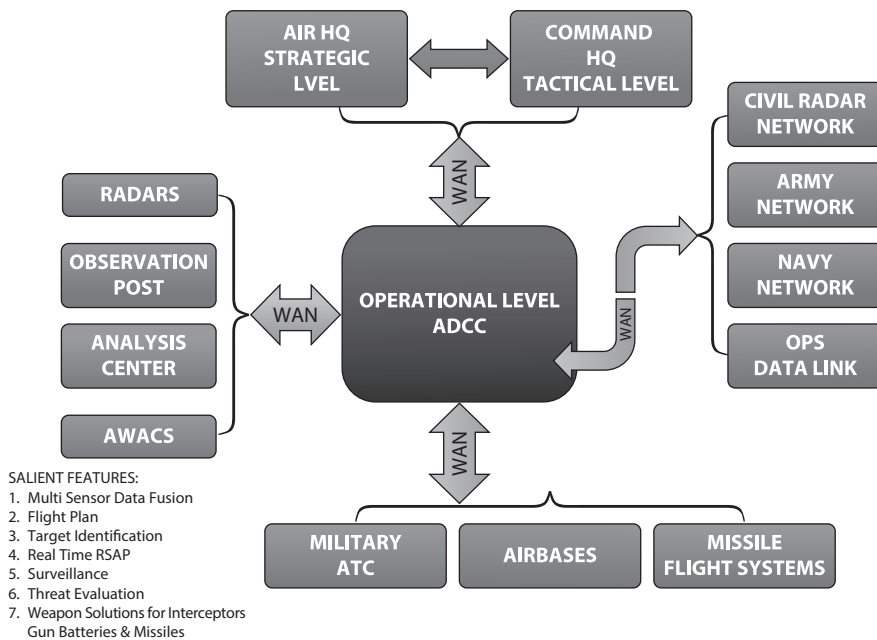 AIR HQ
STRATEGIC
LVEL
COMMAND
HQ
TACTICAL LEVEL
CIVIL RADAR
NETWORK
ARMY
NETWORK
NAVY
NETWORK
OPS
DATA LINK
WAN
RADARS
OBSERVATION
POST
ANALYSIS
CENTER
AWACS
WAN
OPERATIONAL LEVEL
ADCC
WAN
WAN
MILITARY
ATC
AIRBASES
MISSILE
FLIGHT SYSTEMS
SALIENT FEATURES:
1. Multi Sensor Data Fusion
2. Flight Plan
3. Target Identification
4. Real Time RSAP
5. Surveillance
6. Threat Evaluation
7. Weapon Solutions for Interceptors
Gun Batteries & Missiles